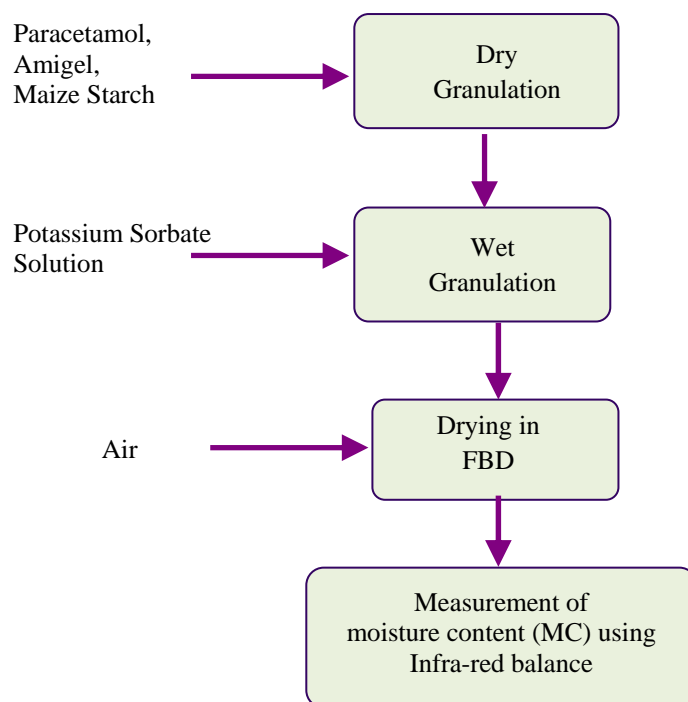 Paracetamol,
Amigel,
Maize Starch
Dry
Granulation
Potassium Sorbate
Solution
Wet
Granulation
Air
Drying in
FBD
Measurement of
moisture content (MC) using
Infra-red balance